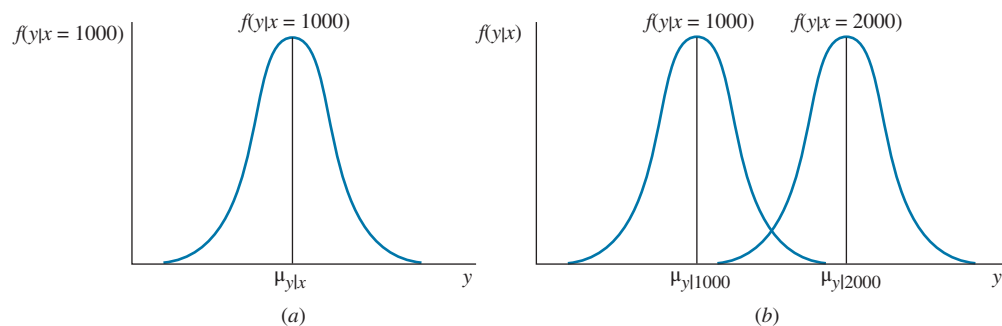 f(y|x = 1000)
f(y|x = 1000)
μy|x
y
(a)
f(y|x)
f(y|x = 1000)
f(y|x = 2000)
μy|1000
μy|2000
y
(b)